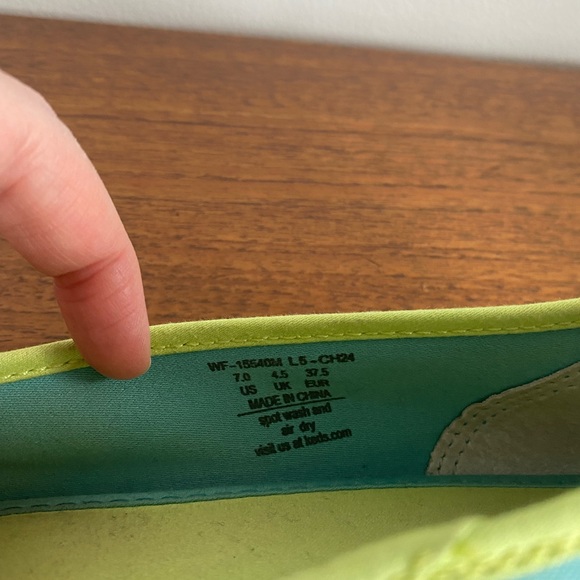 WF-15540M L5-CH24
7.0 4.5 37.5
US UK EUR
MADE IN CHINA
spot wash and
air dry
visit us at keds.com